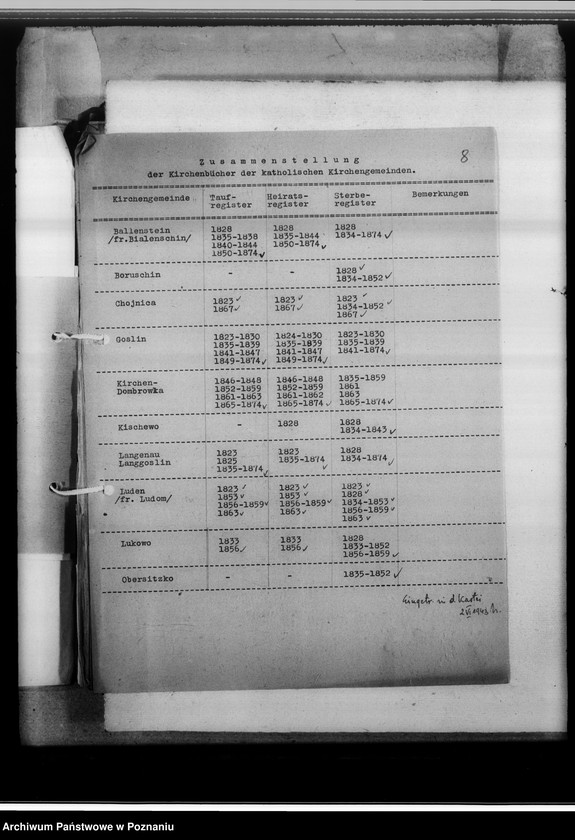 8
Zusammenstellung
der Kirchenbücher der katholischen Kirchengemeinden.
Kirchengemeinde Tauf-register Heirats-register Sterbe-register Bemerkungen
Ballenstein 1828 1828 1828
/fr.Bialenschin/ 1835-1838 1835-1844 1834-1874 ✓
1840-1844 1850-1874 ✓
1850-1874 ✓
Boruschin - - 1828 ✓
1834-1852 ✓
Chojnica 1823 ✓ 1823 ✓ 1823 ✓
1867 ✓ 1867 ✓ 1834-1852 ✓
1867 ✓
Goslin 1823-1830 1824-1830 1823-1830
1835-1839 1835-1839 1835-1839
1841-1847 1841-1847 1841-1874 ✓
1849-1874 ✓ 1849-1874 ✓
Kirchen- 1846-1848 1846-1848 1835-1859
Dombrowka 1852-1859 1852-1859 1861
1861-1863 1861-1862 1863
1865-1874 ✓ 1865-1874 ✓ 1865-1874 ✓
Kischewo - 1828 1828
1834-1843 ✓
Langenau 1823 1823 1828
Langgoslin 1825 1835-1874 ✓ 1834-1874 ✓
1835-1874 ✓
Luden 1823 ✓ 1823 ✓ 1823 ✓
/fr. Ludom/ 1853 ✓ 1853 ✓ 1828 ✓
1856-1859 ✓ 1856-1859 ✓ 1834-1853 ✓
1863 ✓ 1863 ✓ 1856-1859 ✓
1863 ✓
Lukowo 1833 1833 1828
1856 ✓ 1856 ✓ 1833-1852
1856-1859 ✓
Obersitzko - - 1835-1852 ✓
Eingetr. in d. Kartei
2 VI 1943
Archiwum Państwowe w Poznaniu